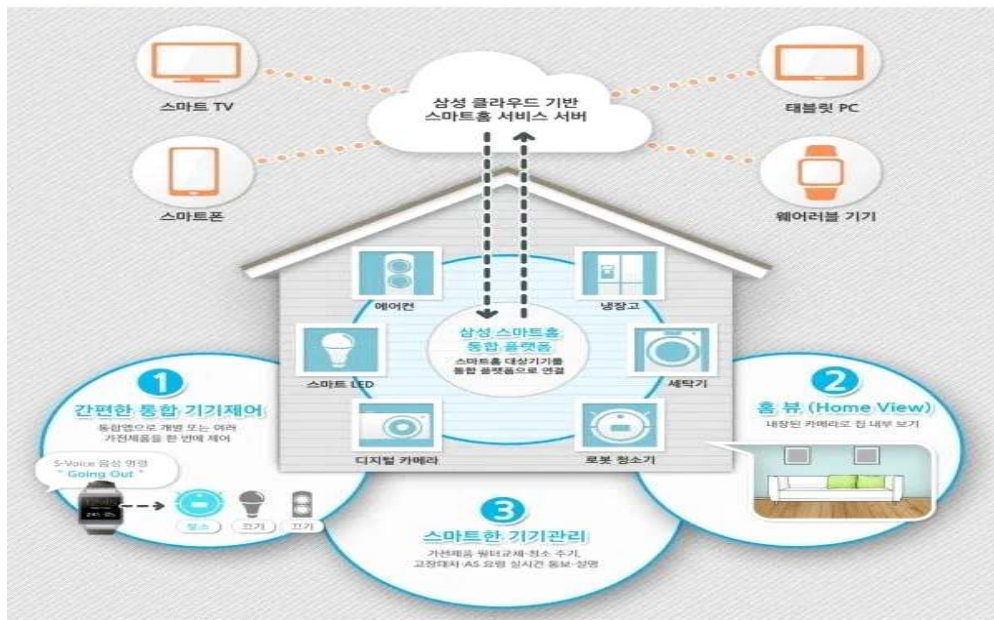 스마트 TV
삼성 클라우드 기반
스마트홈 서비스 서버
태블릿 PC
스마트폰
웨어러블 기기
에어컨
냉장고
삼성 스마트홈
통합 플랫폼
스마트홈 대상기기를
통합 플랫폼으로 연결
스마트 LED
세탁기
디지털 카메라
로봇 청소기
1
간편한 통합 기기제어
통합앱으로 개별 또는 여러
가전제품을 한 번에 제어
S-Voice 음성 명령
"Going Out"
청소
끄기
끄기
2
홈 뷰 (Home View)
내장된 카메라로 집 내부 보기
3
스마트한 기기관리
가전제품 필터교체·청소 주기,
고장대처·AS 요령 실시간 통보·설명